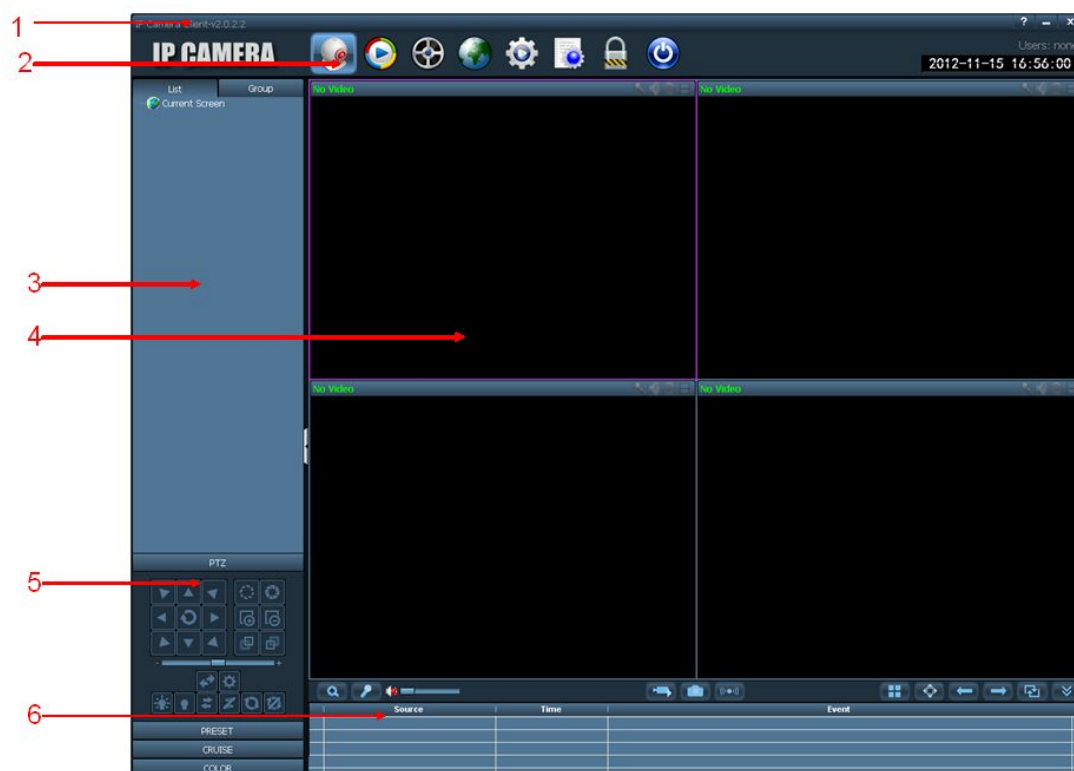 1
IP Camera Client-v2.0.2.2
? – x
2
IP CAMERA
Users: none
2012-11-15 16:56:00
List Group
No Video
No Video
Current Screen
3
4
No Video
No Video
PTZ
5
- +
6
Source Time Event
PRESET
CRUISE
COLOR